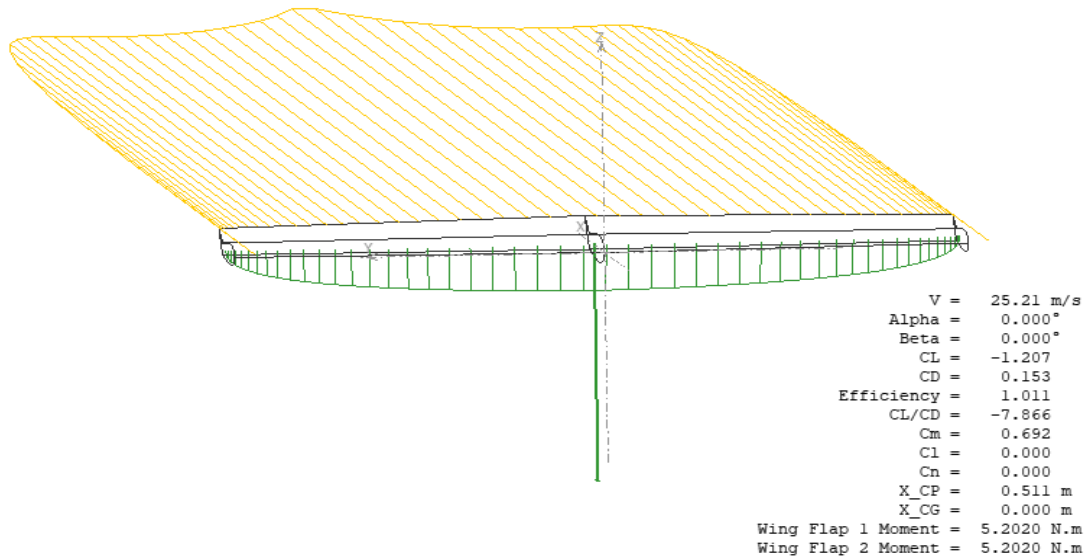 Z
X
Y
V = 25.21 m/s
Alpha = 0.000°
Beta = 0.000°
CL = -1.207
CD = 0.153
Efficiency = 1.011
CL/CD = -7.866
Cm = 0.692
Cl = 0.000
Cn = 0.000
X_CP = 0.511 m
X_CG = 0.000 m
Wing Flap 1 Moment = 5.2020 N.m
Wing Flap 2 Moment = 5.2020 N.m